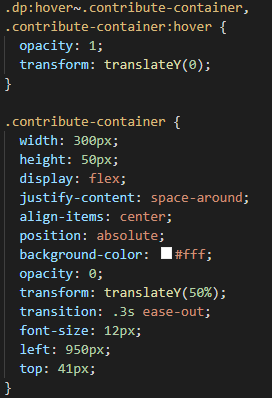 .dp:hover~.contribute-container,
.contribute-container:hover {
  opacity: 1;
  transform: translateY(0);
}

.contribute-container {
  width: 300px;
  height: 50px;
  display: flex;
  justify-content: space-around;
  align-items: center;
  position: absolute;
  background-color: #fff;
  opacity: 0;
  transform: translateY(50%);
  transition: .3s ease-out;
  font-size: 12px;
  left: 950px;
  top: 41px;
}